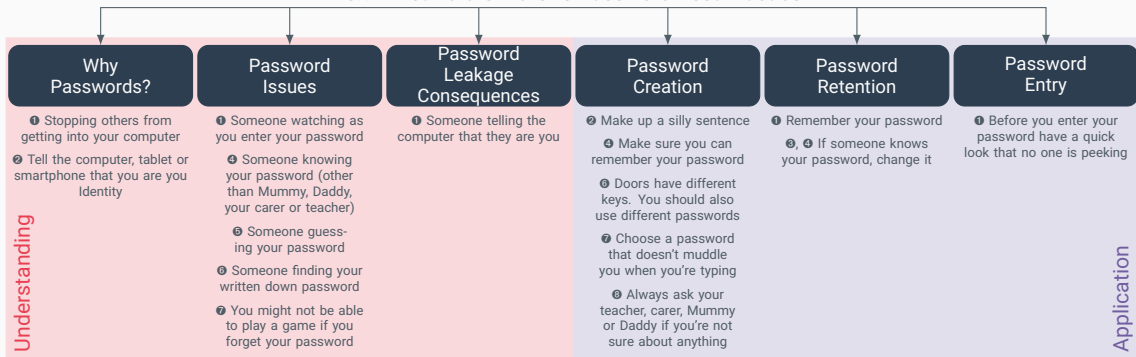 Why
Passwords?
Password
Issues
Password
Leakage
Consequences
Password
Creation
Password
Retention
Password
Entry
❶ Stopping others from
getting into your computer
❷ Tell the computer, tablet or
smartphone that you are you
Identity
❶ Someone watching as
you enter your password
❹ Someone knowing
your password (other
than Mummy, Daddy,
your carer or teacher)
❺ Someone guess-
ing your password
❻ Someone finding your
written down password
❼ You might not be able
to play a game if you
forget your password
❶ Someone telling the
computer that they are you
❷ Make up a silly sentence
❹ Make sure you can
remember your password
❻ Doors have different
keys. You should also
use different passwords
❼ Choose a password
that doesn't muddle
you when you're typing
❽ Always ask your
teacher, carer, Mummy
or Daddy if you're not
sure about anything
❶ Remember your password
❸, ❹ If someone knows
your password, change it
❶ Before you enter your
password have a quick
look that no one is peeking
Understanding
Application